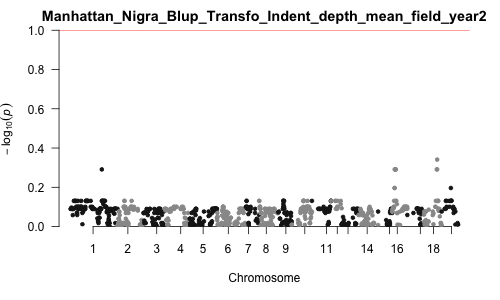 Manhattan_Nigra_Blup_Transfo_Indent_depth_mean_field_year2
1.0
0.8
0.6
0.4
0.2
0.0
− log10(p)
1 2 3 4 5 6 7 8 9 11 14 16 18
Chromosome